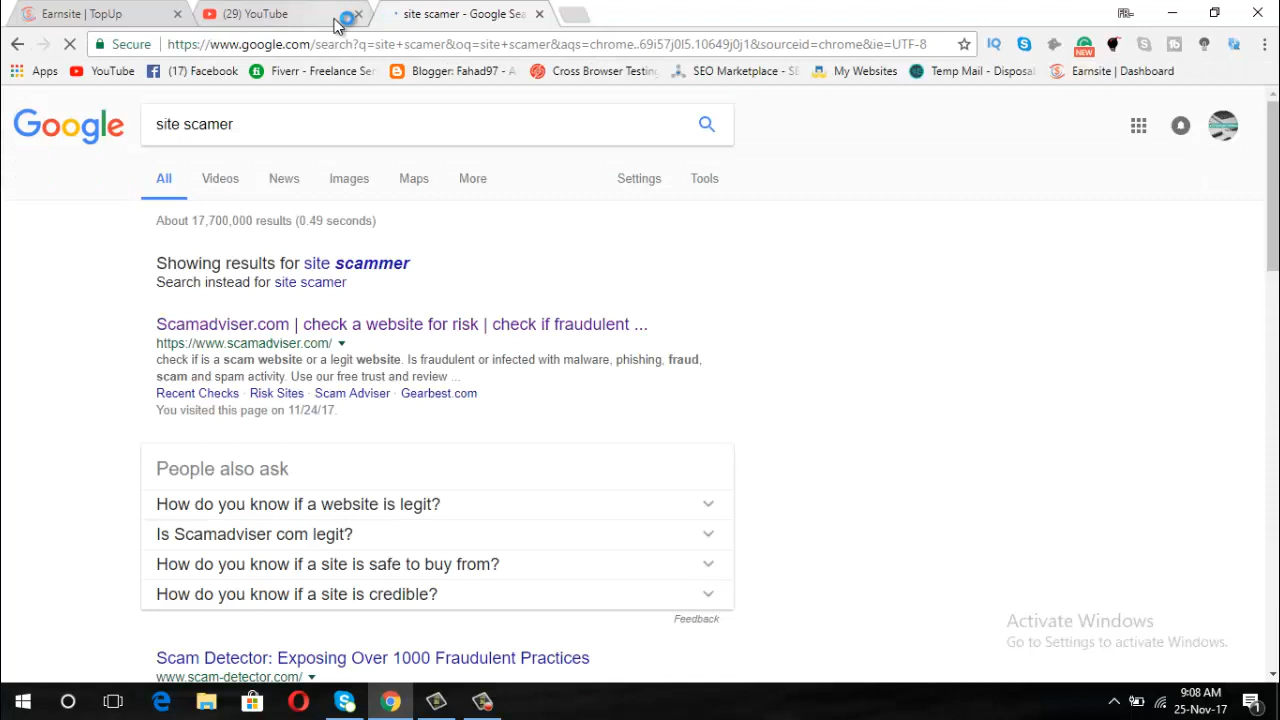 Earnsite | TopUp
(29) YouTube
site scamer - Google Sea
Secure
https://www.google.com/search?q=site+scamer&oq=site+scamer&aqs=chrome..69i57j0l5.10649j0j1&sourceid=chrome&ie=UTF-8
IQ
NEW
Apps
YouTube
(17) Facebook
Fiverr - Freelance Ser
Blogger: Fahad97 - A
Cross Browser Testing
SEO Marketplace - SE
My Websites
Temp Mail - Disposal
Earnsite | Dashboard
Google
site scamer
All Videos News Images Maps More Settings Tools
About 17,700,000 results (0.49 seconds)
Showing results for site scammer
Search instead for site scamer
Scamadviser.com | check a website for risk | check if fraudulent ...
https://www.scamadviser.com/
check if is a scam website or a legit website. Is fraudulent or infected with malware, phishing, fraud,
scam and spam activity. Use our free trust and review ...
Recent Checks · Risk Sites · Scam Adviser · Gearbest.com
You visited this page on 11/24/17.
People also ask
How do you know if a website is legit?
Is Scamadviser com legit?
How do you know if a site is safe to buy from?
How do you know if a site is credible?
Feedback
Scam Detector: Exposing Over 1000 Fraudulent Practices
www.scam-detector.com/
Activate Windows
Go to Settings to activate Windows.
9:08 AM
25-Nov-17
1